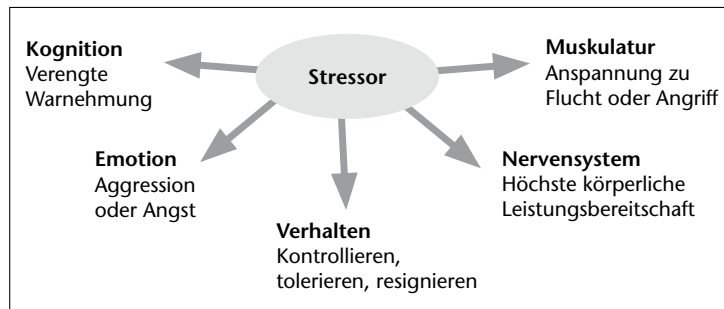 Kognition
Verengte
Warnehmung
Stressor
Muskulatur
Anspannung zu
Flucht oder Angriff
Emotion
Aggression
oder Angst
Verhalten
Kontrollieren,
tolerieren, resignieren
Nervensystem
Höchste körperliche
Leistungsbereitschaft